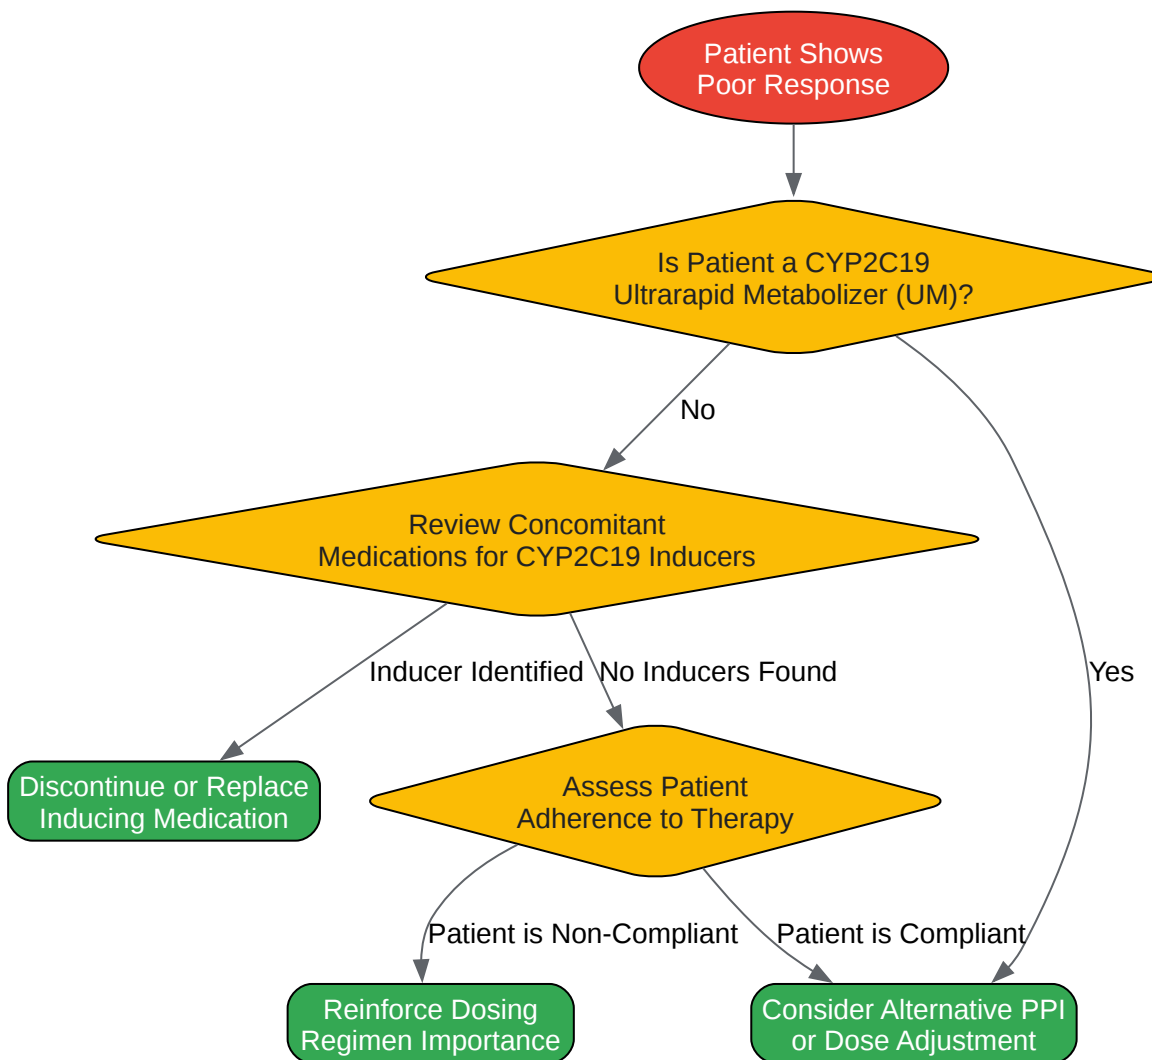 Patient Shows
Poor Response
Is Patient a CYP2C19
Ultrarapid Metabolizer (UM)?
No
Review Concomitant
Medications for CYP2C19 Inducers
Inducer Identified
No Inducers Found
Yes
Discontinue or Replace
Inducing Medication
Assess Patient
Adherence to Therapy
Patient is Non-Compliant
Patient is Compliant
Reinforce Dosing
Regimen Importance
Consider Alternative PPI
or Dose Adjustment